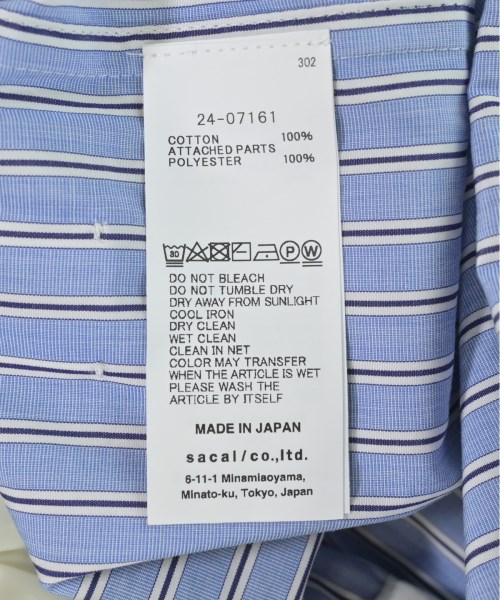 302
24-07161
COTTON 100%
ATTACHED PARTS
POLYESTER 100%
30 P W
DO NOT BLEACH
DO NOT TUMBLE DRY
DRY AWAY FROM SUNLIGHT
COOL IRON
DRY CLEAN
WET CLEAN
CLEAN IN NET
COLOR MAY TRANSFER
WHEN THE ARTICLE IS WET
PLEASE WASH THE
ARTICLE BY ITSELF
MADE IN JAPAN
sacai/co.,ltd.
6-11-1 Minamiaoyama,
Minato-ku, Tokyo, Japan